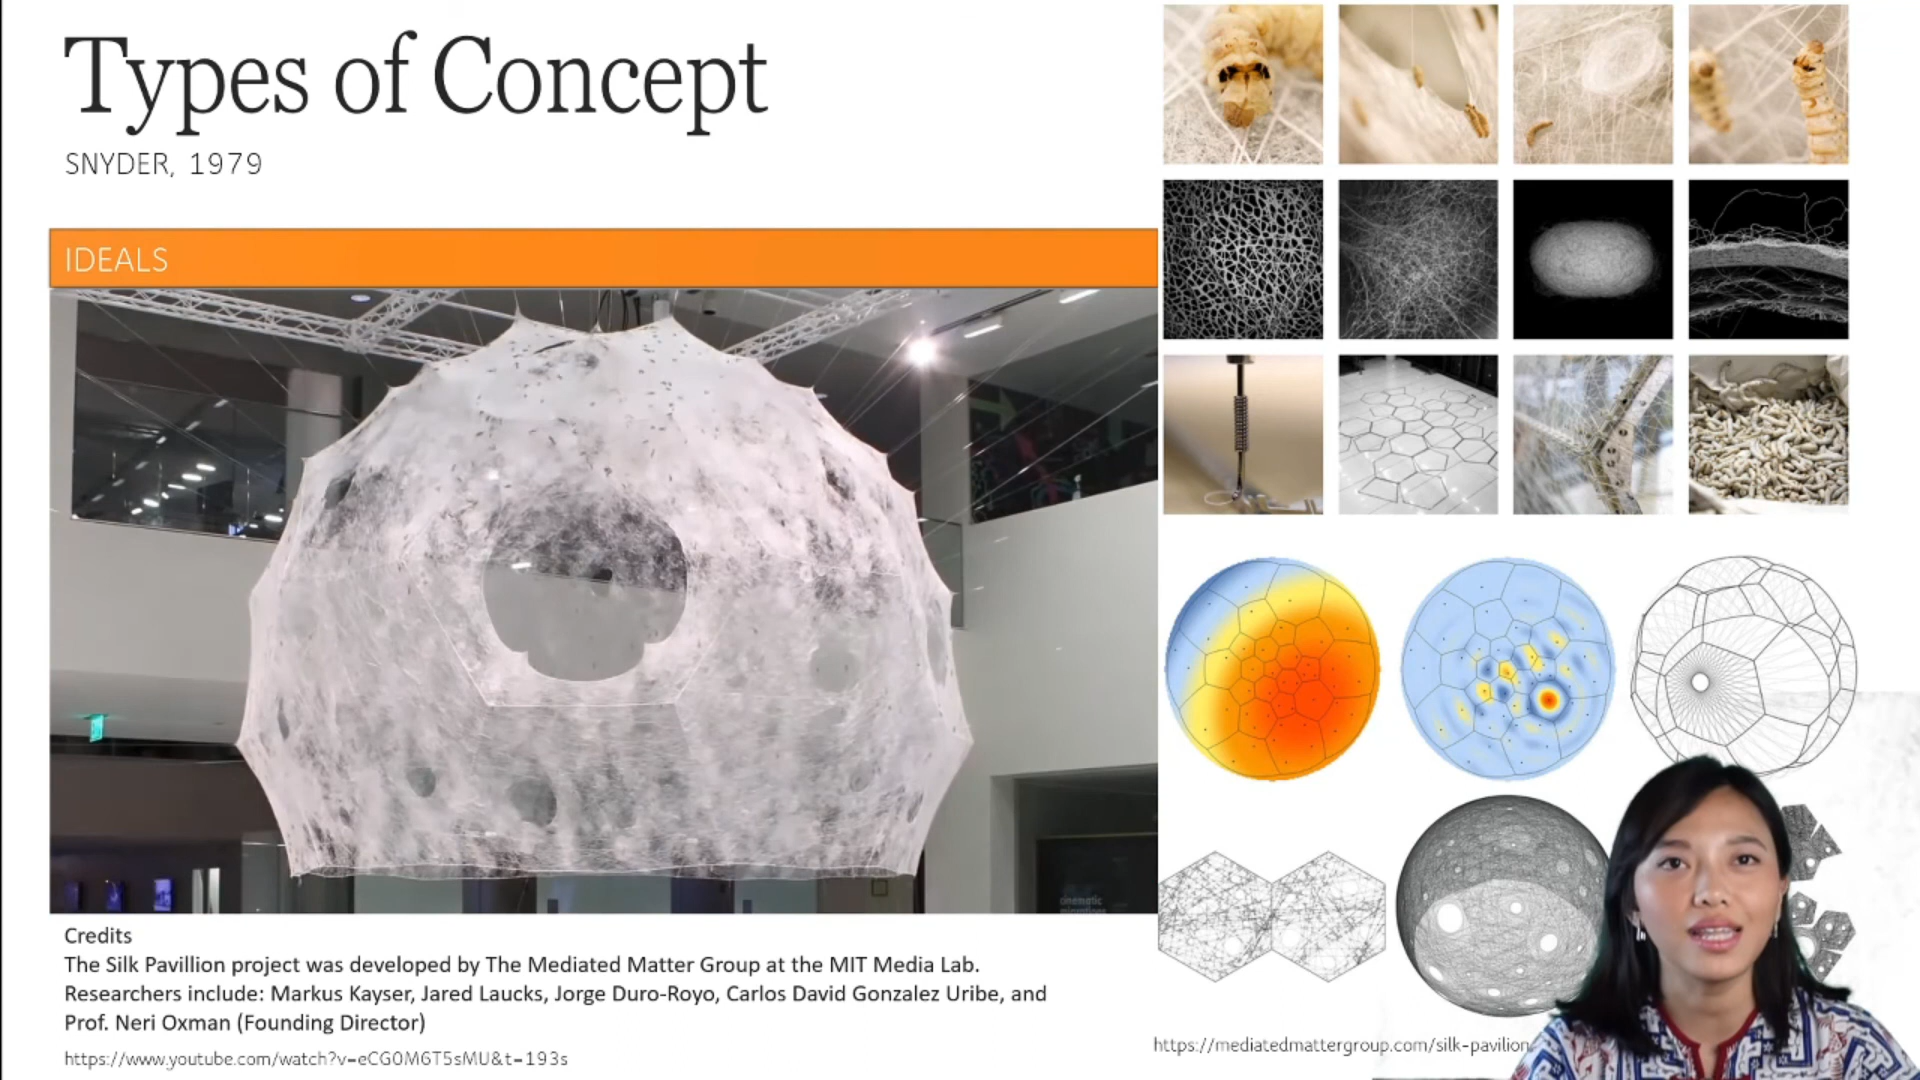 Types of Concept
SNYDER, 1979
IDEALS
cinematic
Credits
The Silk Pavillion project was developed by The Mediated Matter Group at the MIT Media Lab.
Researchers include: Markus Kayser, Jared Laucks, Jorge Duro-Royo, Carlos David Gonzalez Uribe, and
Prof. Neri Oxman (Founding Director)
https://www.youtube.com/watch?v=eCG0M6T5sMU&t=193s
https://mediatedmattergroup.com/silk-pavilion